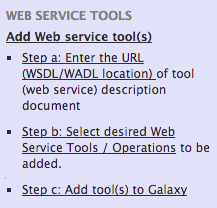 WEB SERVICE TOOLS
Add Web service tool(s)
Step a: Enter the URL
(WSDL/WADL location) of tool
(web service) description
document
Step b: Select desired Web
Service Tools / Operations to
be added.
Step c: Add tool(s) to Galaxy